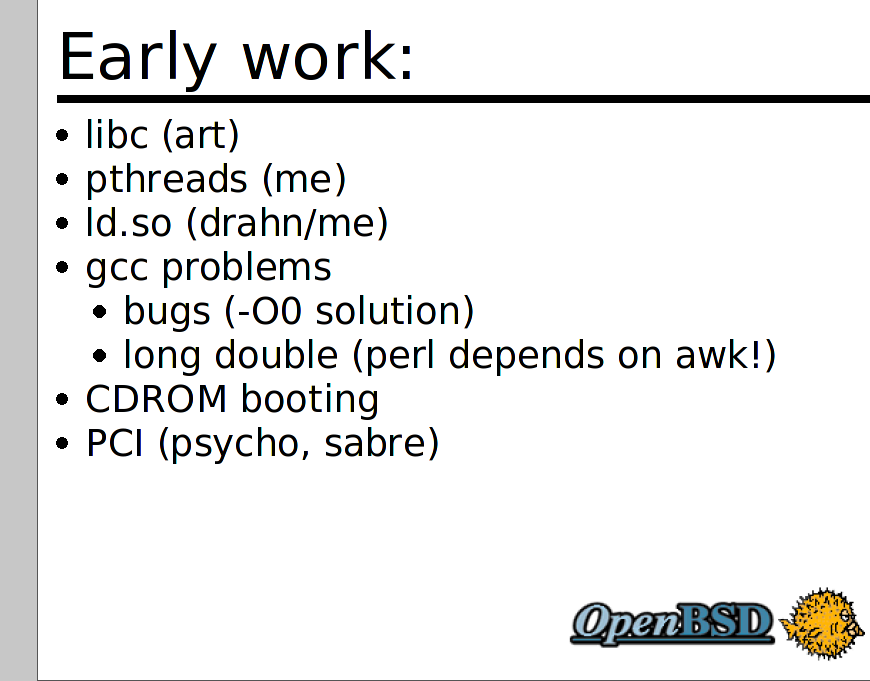 Early work:
• libc (art)
• pthreads (me)
• ld.so (drahn/me)
• gcc problems
• bugs (-O0 solution)
• long double (perl depends on awk!)
• CDROM booting
• PCI (psycho, sabre)
OpenBSD